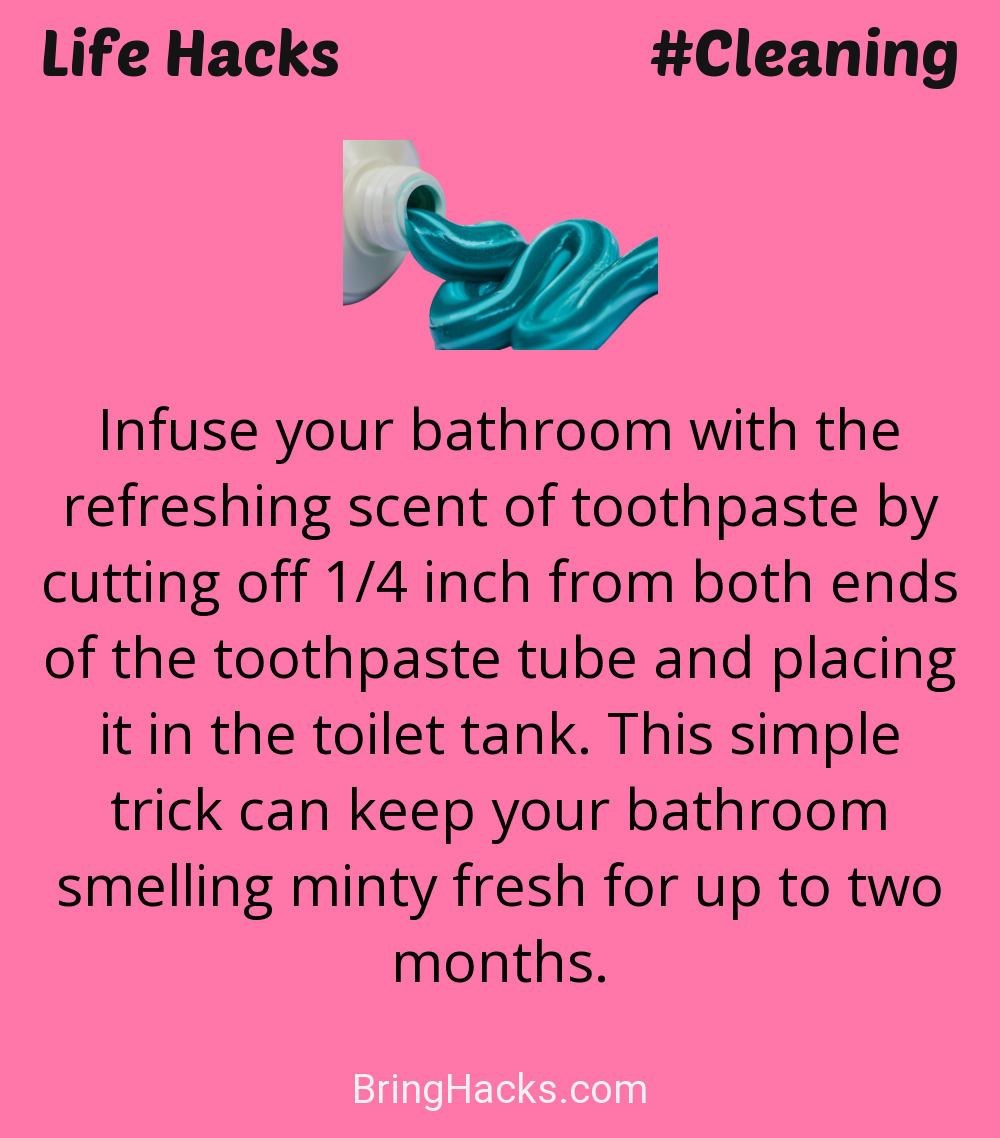 Life Hacks #Cleaning
Infuse your bathroom with the
refreshing scent of toothpaste by
cutting off 1/4 inch from both ends
of the toothpaste tube and placing
it in the toilet tank. This simple
trick can keep your bathroom
smelling minty fresh for up to two
months.
BringHacks.com